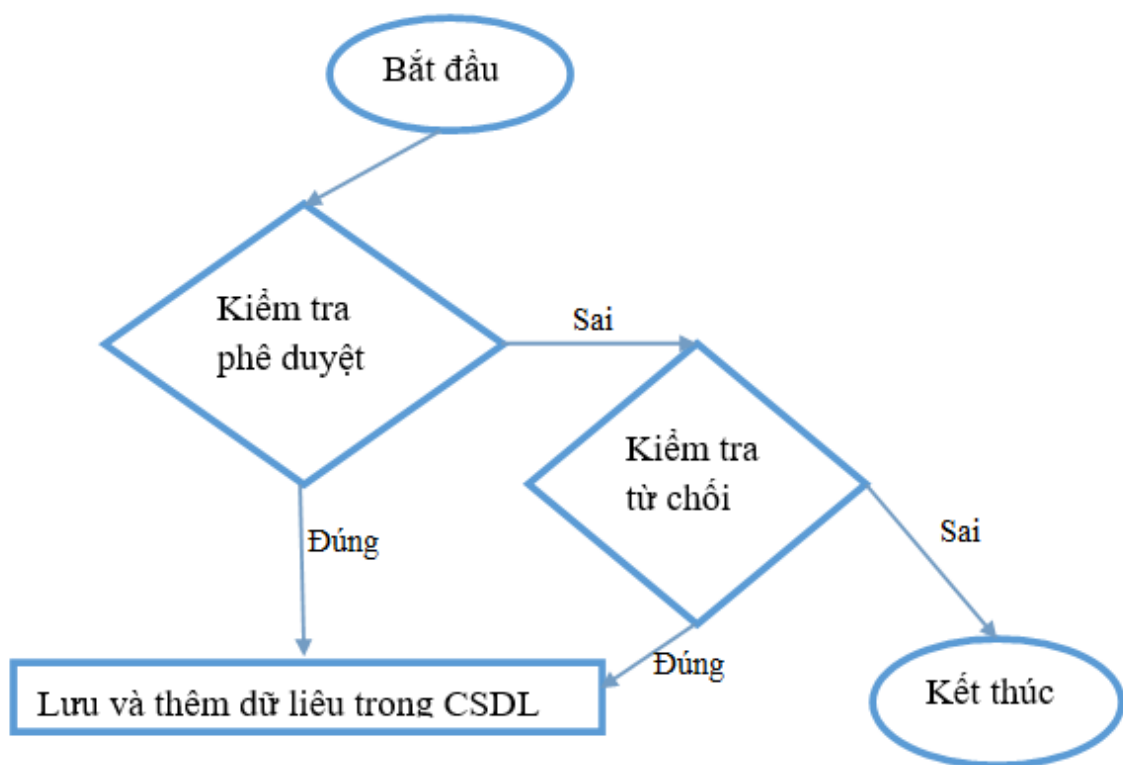 Bắt đầu
Kiểm tra
phê duyệt
Sai
Kiểm tra
từ chối
Sai
Đúng
Đúng
Lưu và thêm dữ liêu trong CSDL
Kết thúc